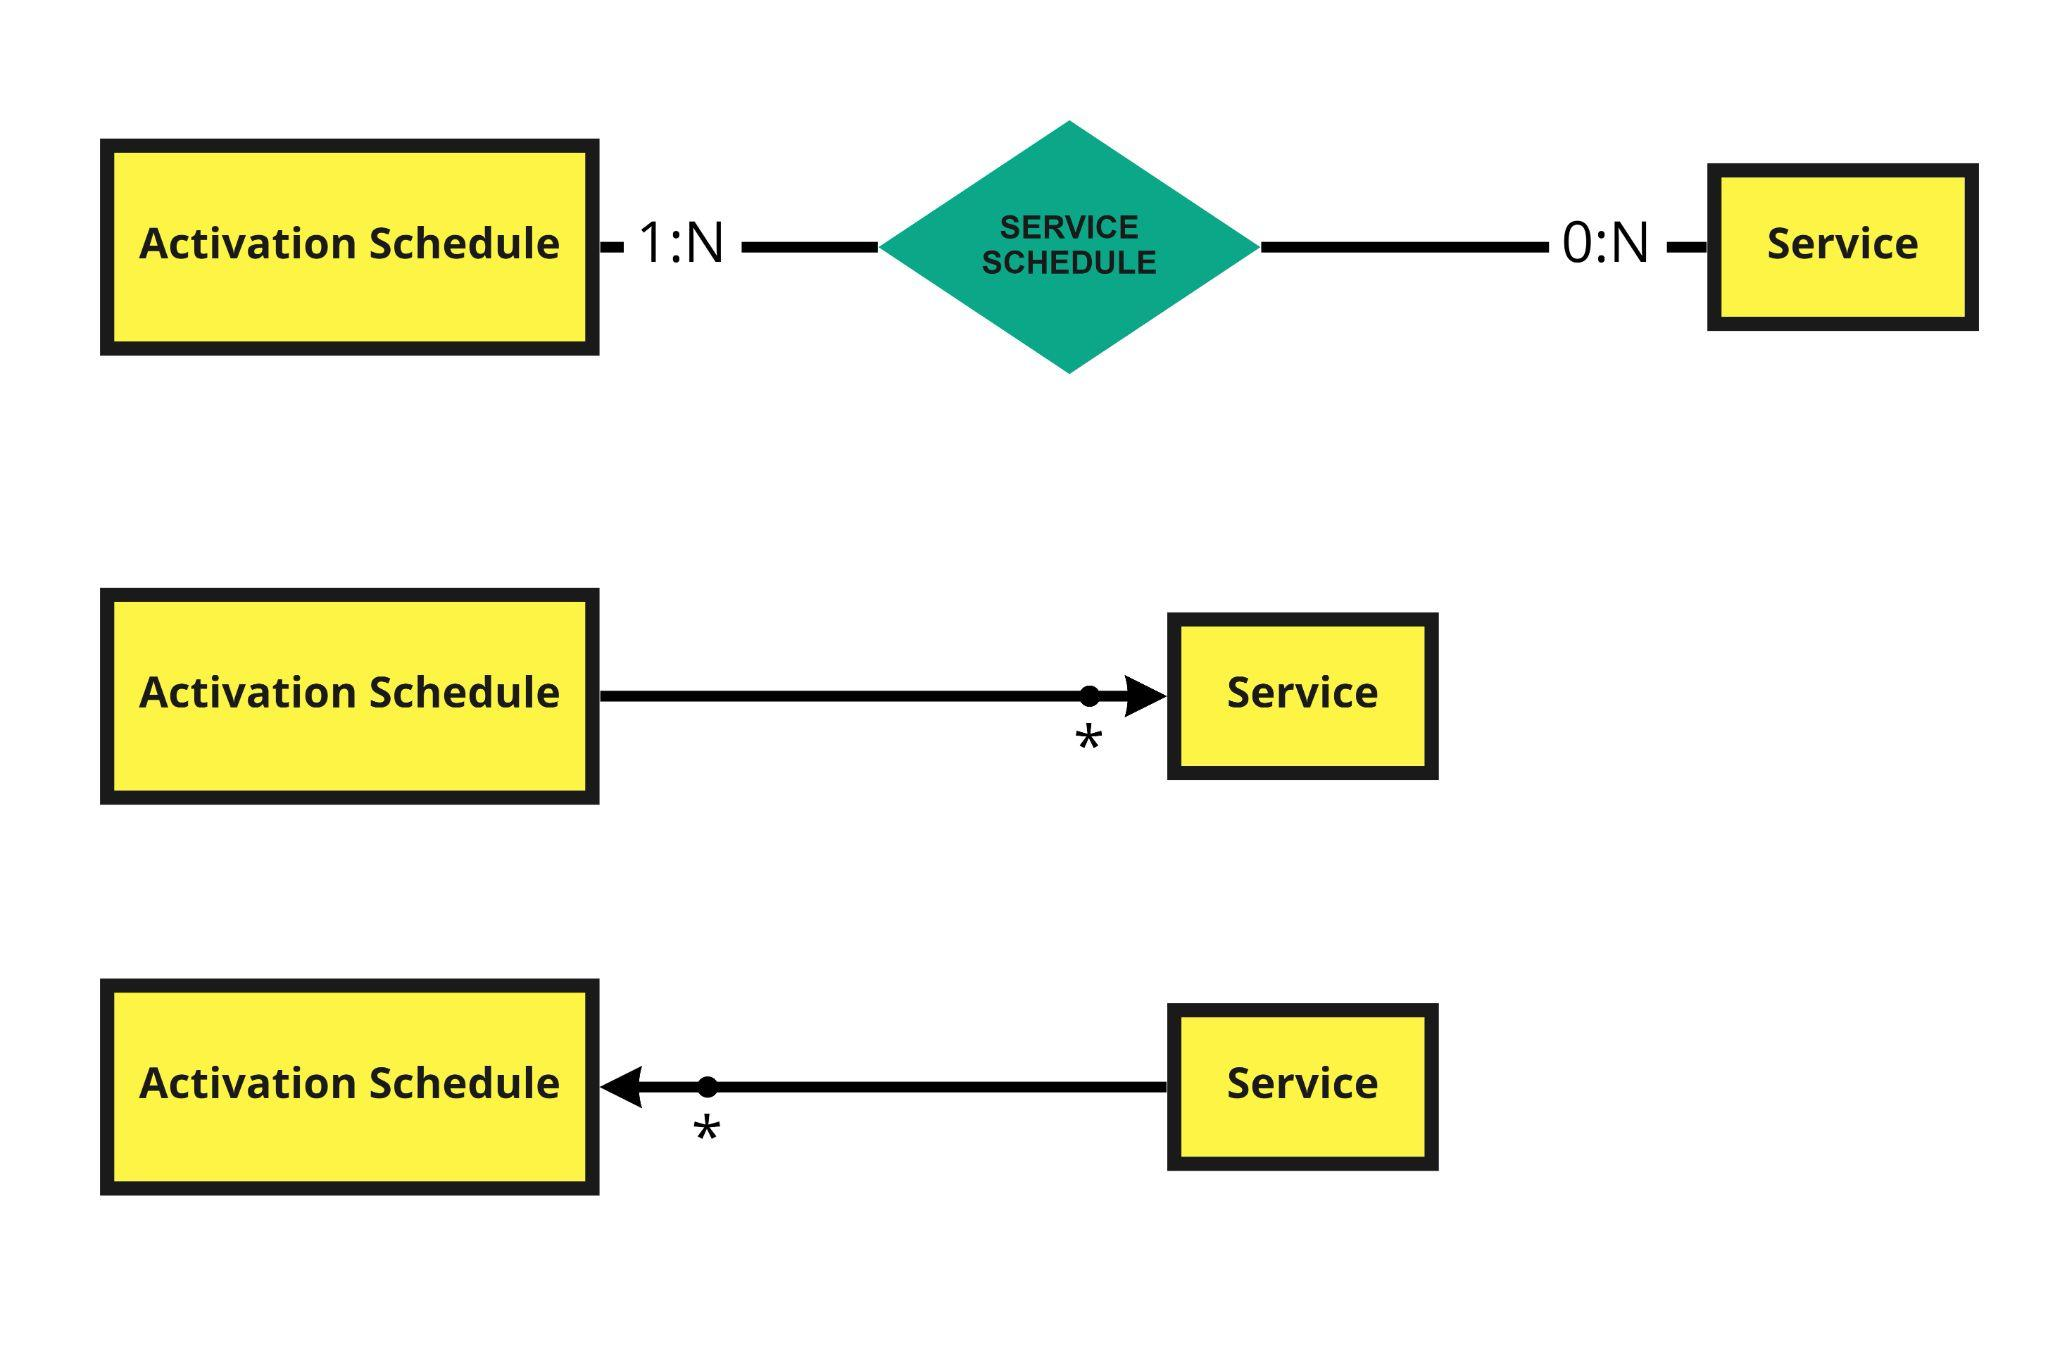 Activation Schedule
1:N
SERVICE
SCHEDULE
0:N
Service
Activation Schedule
*
Service
Activation Schedule
*
Service